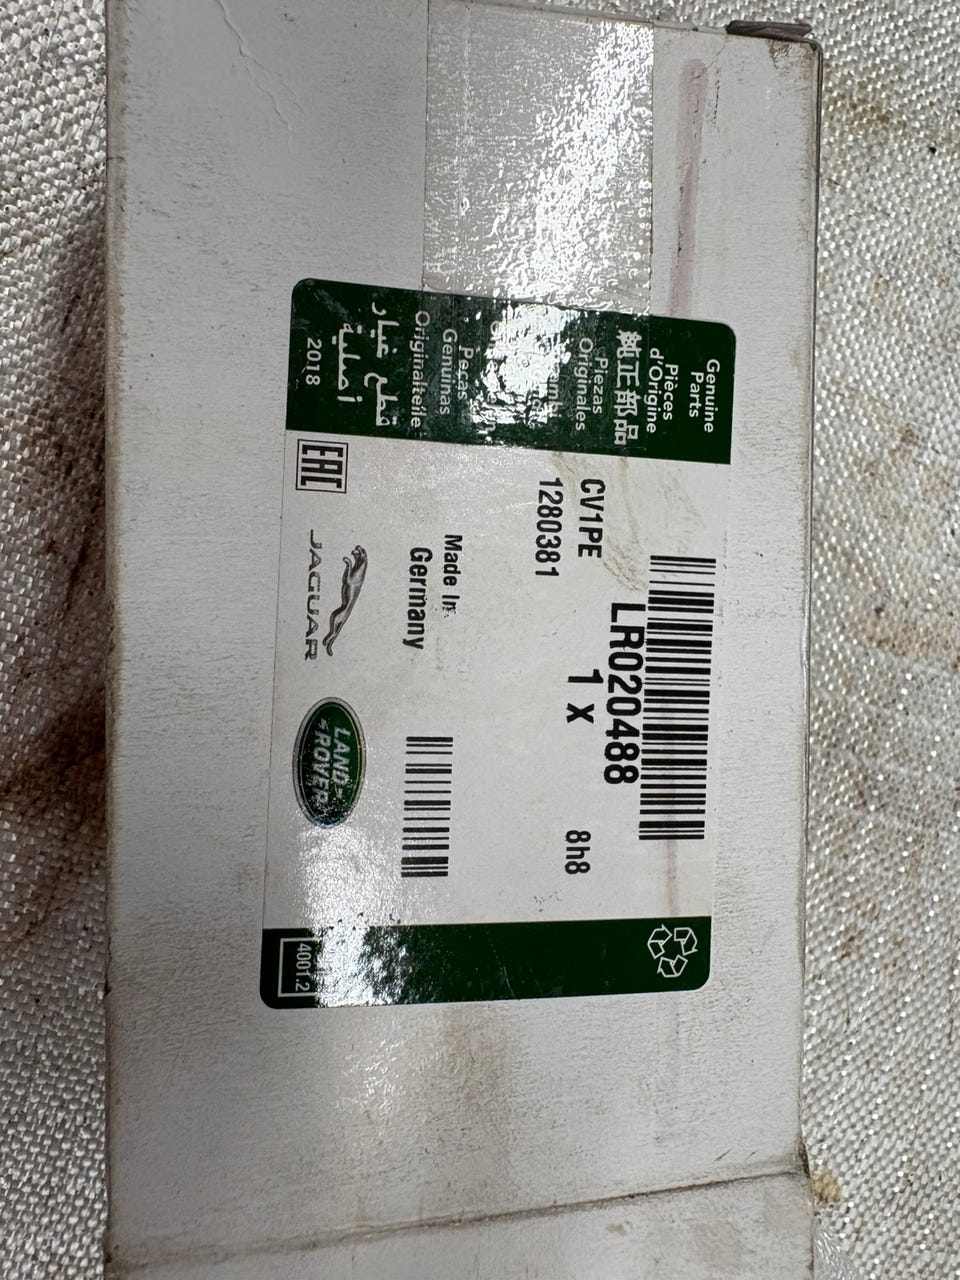 Genuine
Parts
Pièces
d'Origine
純正部品
Piezas
Originales
Peças
Genuinas
Originalteile
قطع غيار
أصلية
2018
LR020488
CV1PE
1 X
8h8
1280381
Made In
Germany
EAC
JAGUAR
LAND
ROVER
4001.2